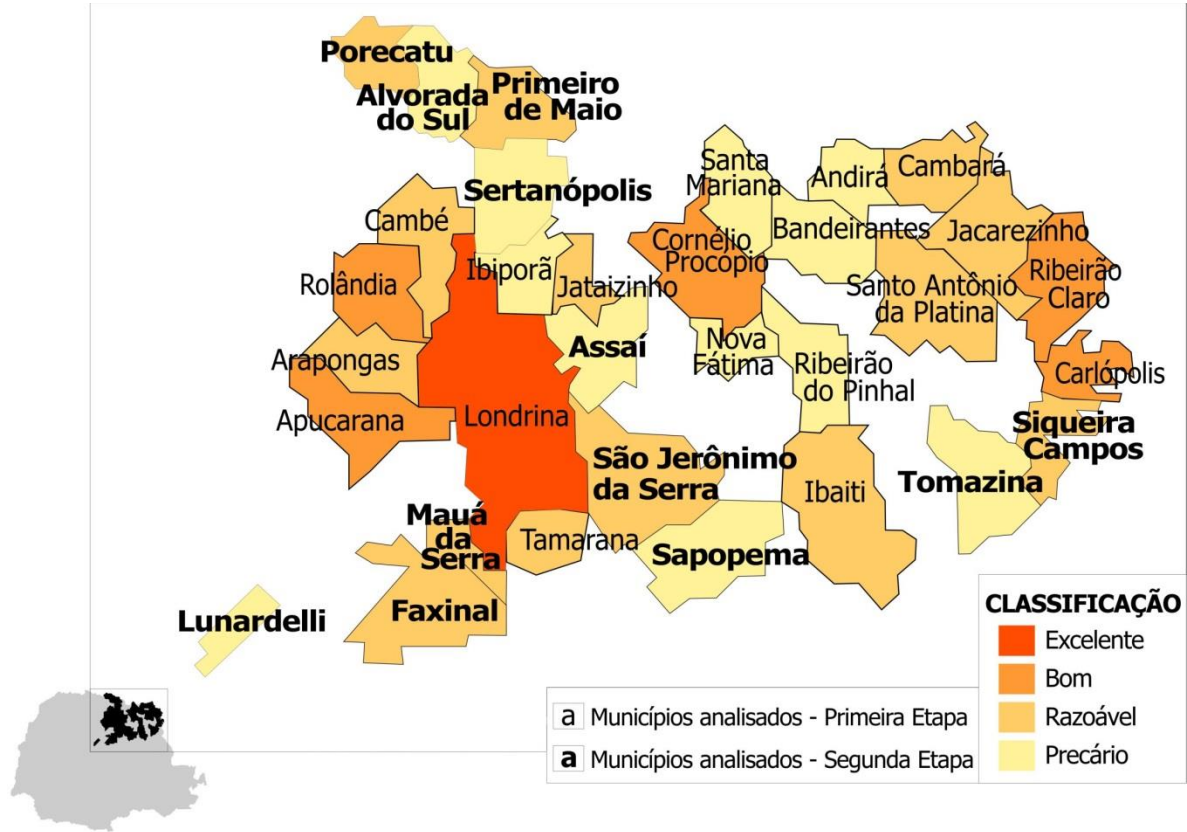 Porecatu
Alvorada
do Sul
Primeiro
de Maio
Sertanópolis
Santa
Mariana
Andirá
Cambará
Cambé
Bandeirantes
Jacarezinho
Cornélio
Procópio
Rolândia
Ibiporã
Jataizinho
Santo Antônio
da Platina
Ribeirão
Claro
Assaí
Nova
Fátima
Arapongas
Ribeirão
do Pinhal
Carlópolis
Apucarana
Londrina
Siqueira
Campos
São Jerônimo
da Serra
Ibaiti
Tomazina
Mauá
da
Serra
Tamarana
Sapopema
Faxinal
Lunardelli
CLASSIFICAÇÃO
Excelente
Bom
Razoável
Precário
a Municípios analisados - Primeira Etapa
a Municípios analisados - Segunda Etapa